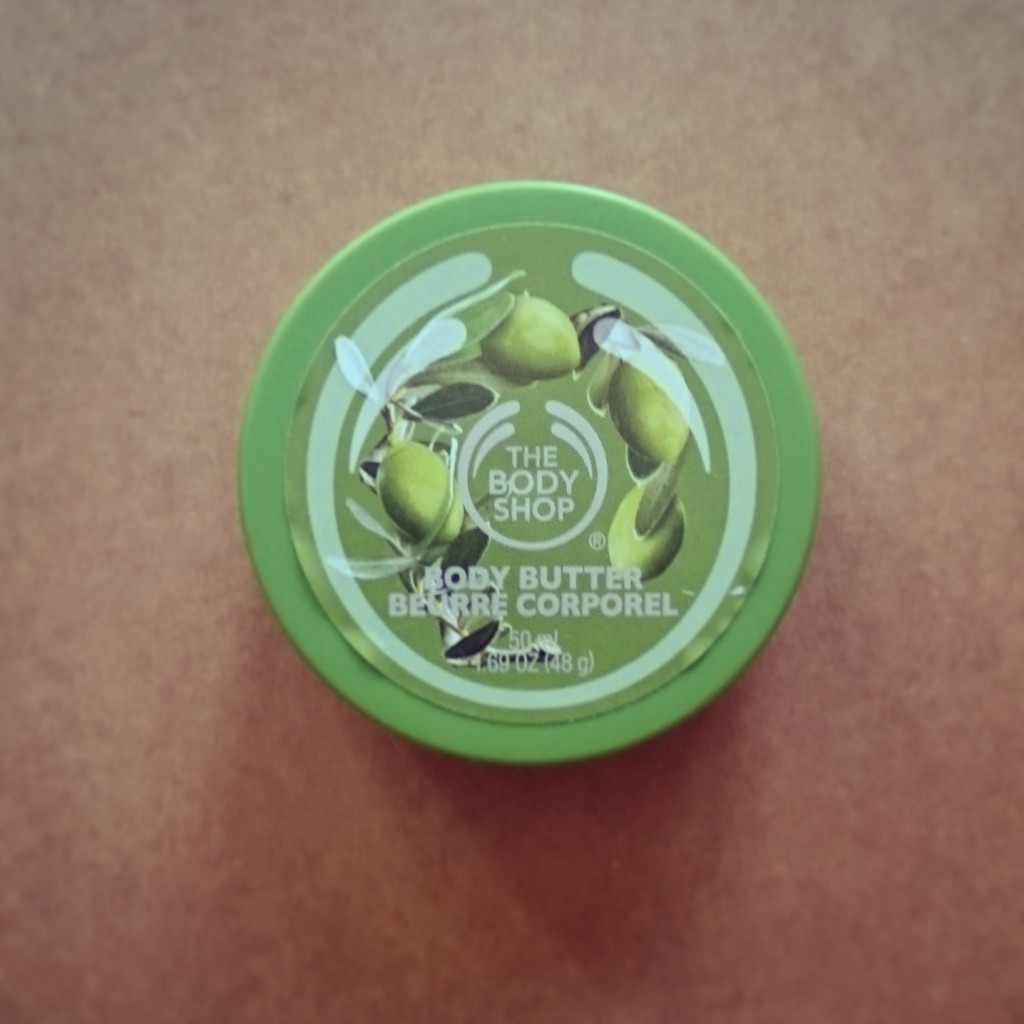 THE
BODY
SHOP
®
BODY BUTTER
BEURRE CORPOREL
50 ml
1.69 OZ (48 g)